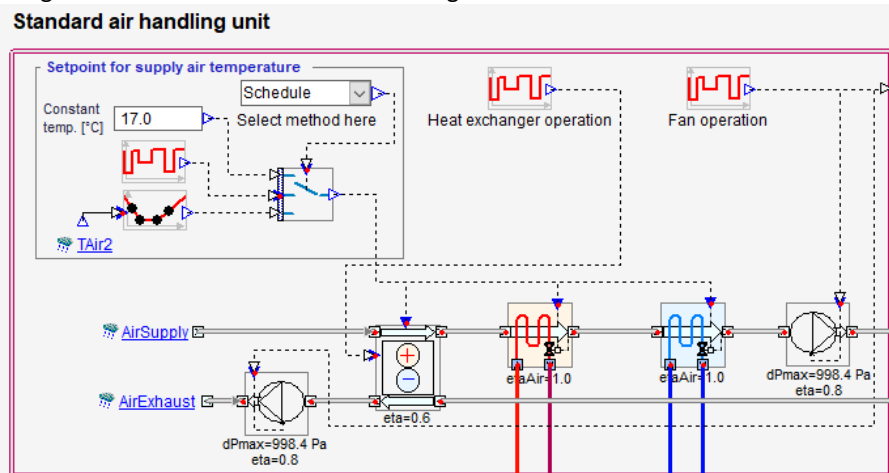 Standard air handling unit
Setpoint for supply air temperature
Schedule
Constant
temp. [°C]
17.0
Select method here
Heat exchanger operation
Fan operation
TAir2
AirSupply
etaAir=1.0
etaAir=1.0
dPmax=998.4 Pa
eta=0.8
AirExhaust
eta=0.6
dPmax=998.4 Pa
eta=0.8